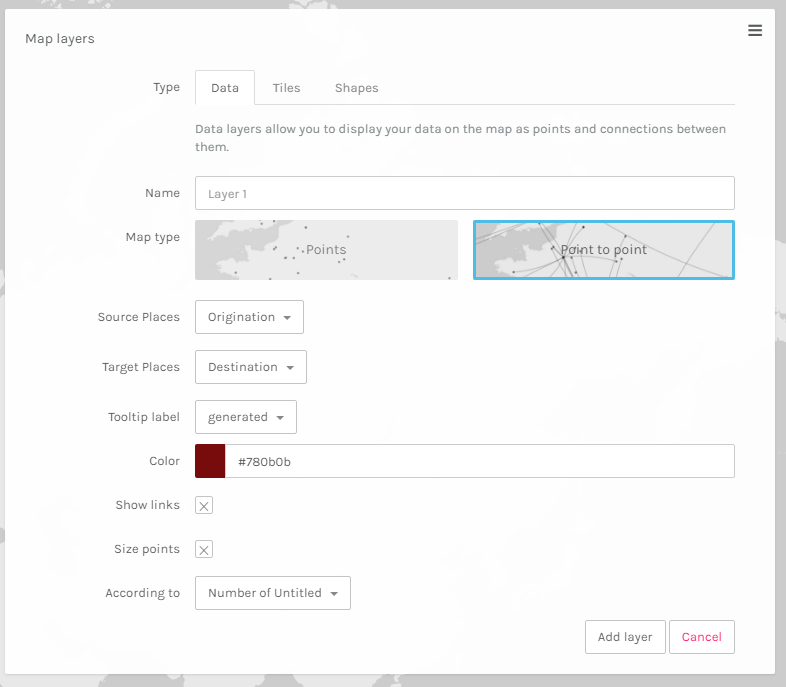 Map layers
Type Data Tiles Shapes
Data layers allow you to display your data on the map as points and connections between
them.
Name Layer 1
Map type Points Point to point
Source Places Origination
Target Places Destination
Tooltip label generated
Color #780b0b
Show links
Size points
According to Number of Untitled
Add layer Cancel